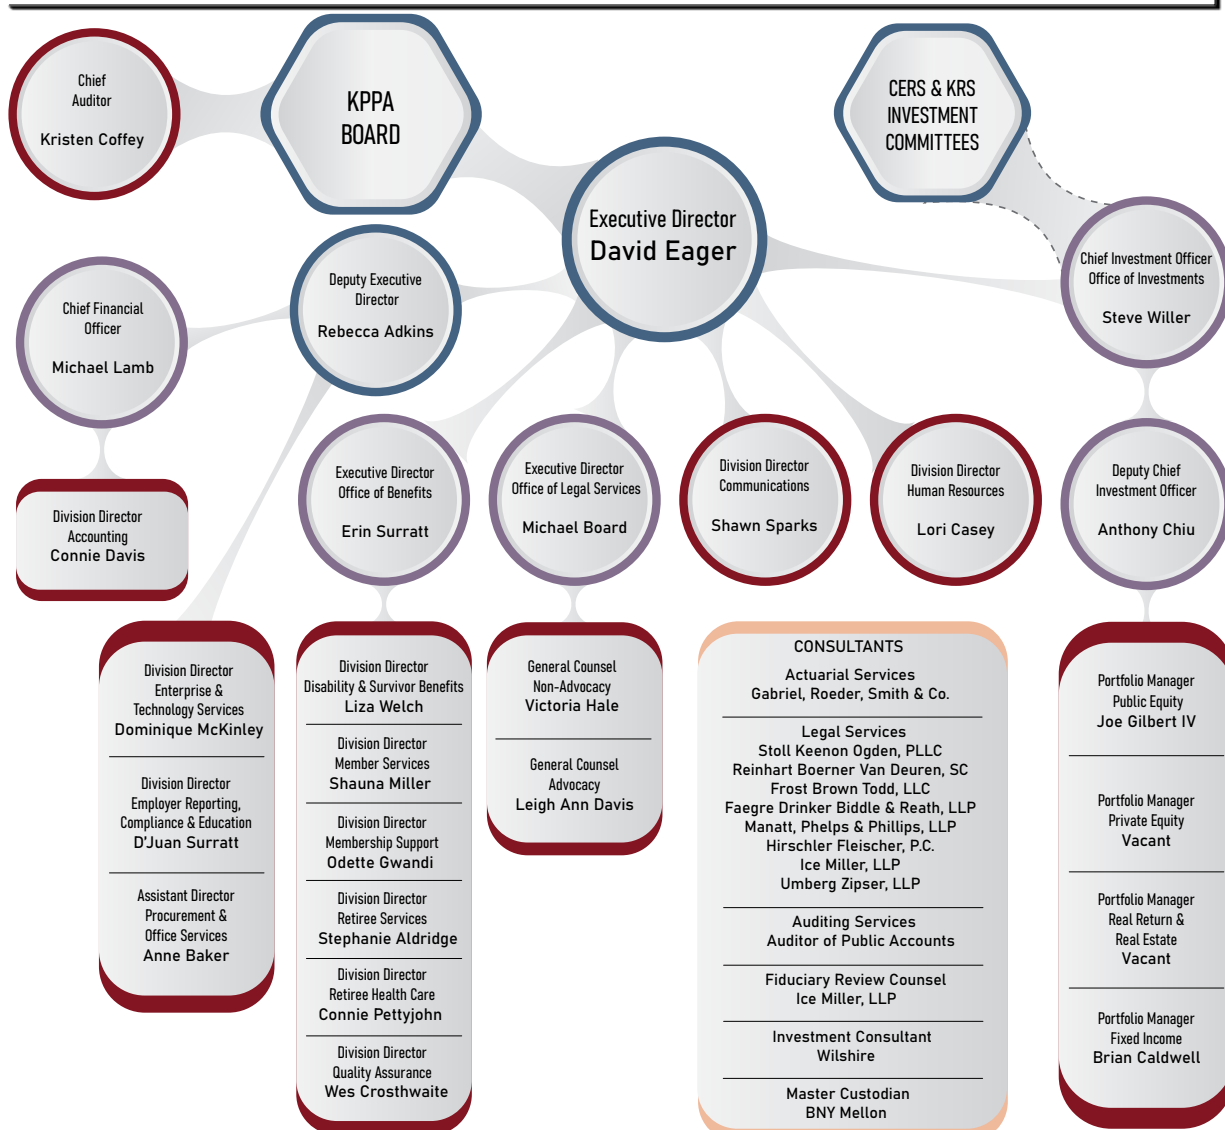 Chief
Auditor
Kristen Coffey
KPPA
BOARD
CERS & KRS
INVESTMENT
COMMITTEES
Executive Director
David Eager
Deputy Executive
Director
Rebecca Adkins
Chief Investment Officer
Office of Investments
Steve Willer
Chief Financial
Officer
Michael Lamb
Executive Director
Office of Benefits
Erin Surratt
Executive Director
Office of Legal Services
Michael Board
Division Director
Communications
Shawn Sparks
Division Director
Human Resources
Lori Casey
Deputy Chief
Investment Officer
Anthony Chiu
Division Director
Accounting
Connie Davis
Division Director
Enterprise &
Technology Services
Dominique McKinley
Division Director
Employer Reporting,
Compliance & Education
D'Juan Surratt
Assistant Director
Procurement &
Office Services
Anne Baker
Division Director
Disability & Survivor Benefits
Liza Welch
Division Director
Member Services
Shauna Miller
Division Director
Membership Support
Odette Gwandi
Division Director
Retiree Services
Stephanie Aldridge
Division Director
Retiree Health Care
Connie Pettyjohn
Division Director
Quality Assurance
Wes Crosthwaite
General Counsel
Non-Advocacy
Victoria Hale
General Counsel
Advocacy
Leigh Ann Davis
CONSULTANTS
Actuarial Services
Gabriel, Roeder, Smith & Co.
Legal Services
Stoll Keenon Ogden, PLLC
Reinhart Boerner Van Deuren, SC
Frost Brown Todd, LLC
Faegre Drinker Biddle & Reath, LLP
Manatt, Phelps & Phillips, LLP
Hirschler Fleischer, P.C.
Ice Miller, LLP
Umberg Zipser, LLP
Auditing Services
Auditor of Public Accounts
Fiduciary Review Counsel
Ice Miller, LLP
Investment Consultant
Wilshire
Master Custodian
BNY Mellon
Portfolio Manager
Public Equity
Joe Gilbert IV
Portfolio Manager
Private Equity
Vacant
Portfolio Manager
Real Return &
Real Estate
Vacant
Portfolio Manager
Fixed Income
Brian Caldwell